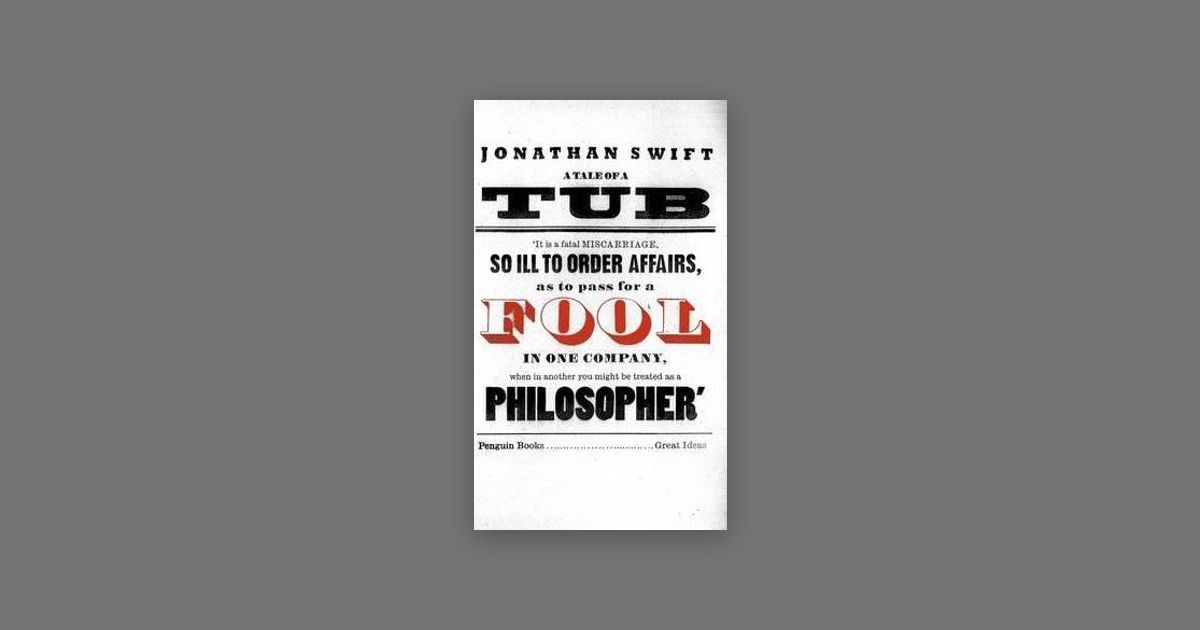 JONATHAN SWIFT
A TALE OF A
TUB
'It is a fatal MISCARRIAGE,
SO ILL TO ORDER AFFAIRS,
as to pass for a
FOOL
IN ONE COMPANY,
when in another you might be treated as a
PHILOSOPHER'
Penguin Books ................................ Great Ideas